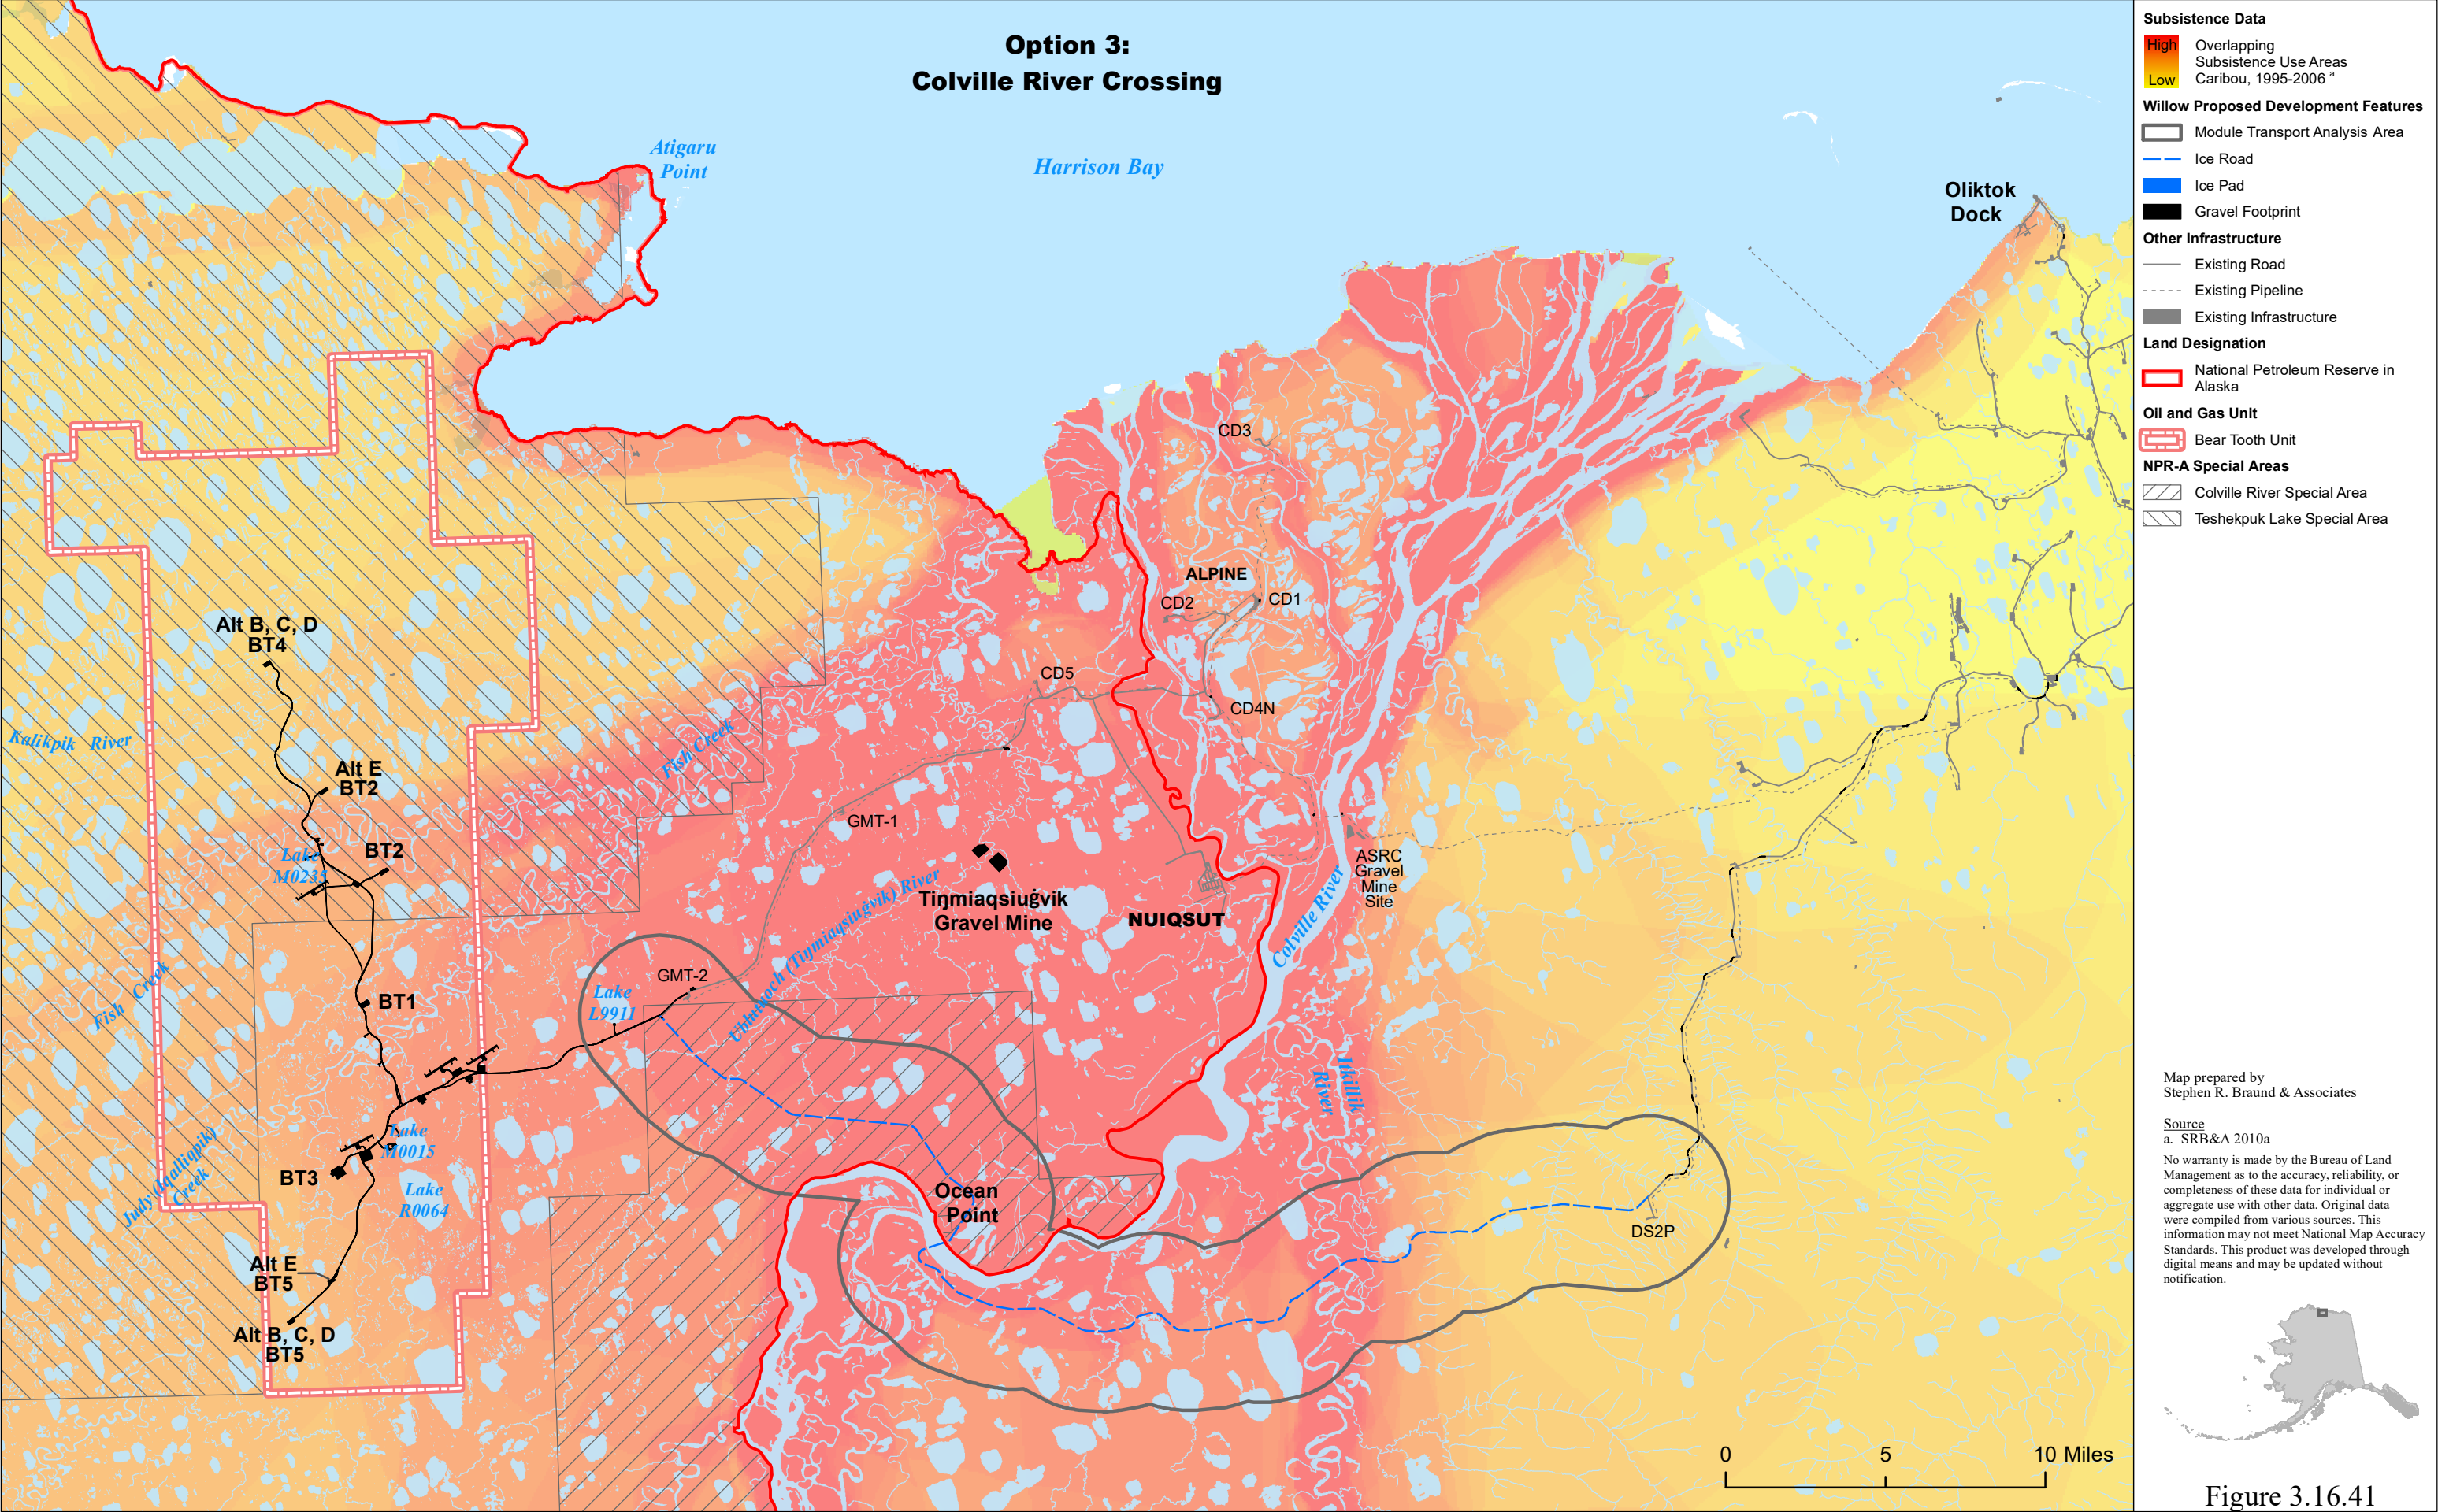 Option 3:
Colville River Crossing
Atigaru
Point
Harrison Bay
Oliktok
Dock
CD3
ALPINE
CD2
CD1
CD5
CD4N
Alt B, C, D
BT4
Kalikpik River
Fish Creek
Alt E
BT2
GMT-1
Lake
M0235
BT2
ASRC
Gravel
Mine
Site
Tiŋmiaqsiuġvik
Gravel Mine
NUIQSUT
Colville River
Ublutuoch (Tiŋmiaqsiuġvik) River
GMT-2
Lake
L9911
Fish Creek
BT1
Itkillik
River
Lake
M0015
Judy (Iqalliqpik)
Creek
BT3
Lake
R0064
Ocean
Point
DS2P
Alt E
BT5
Alt B, C, D
BT5
0 5 10 Miles
Subsistence Data
High
Low
Overlapping
Subsistence Use Areas
Caribou, 1995-2006 a
Willow Proposed Development Features
Module Transport Analysis Area
Ice Road
Ice Pad
Gravel Footprint
Other Infrastructure
Existing Road
Existing Pipeline
Existing Infrastructure
Land Designation
National Petroleum Reserve in
Alaska
Oil and Gas Unit
Bear Tooth Unit
NPR-A Special Areas
Colville River Special Area
Teshekpuk Lake Special Area
Map prepared by
Stephen R. Braund & Associates
Source
a. SRB&A 2010a
No warranty is made by the Bureau of Land
Management as to the accuracy, reliability, or
completeness of these data for individual or
aggregate use with other data. Original data
were compiled from various sources. This
information may not meet National Map Accuracy
Standards. This product was developed through
digital means and may be updated without
notification.
Figure 3.16.41